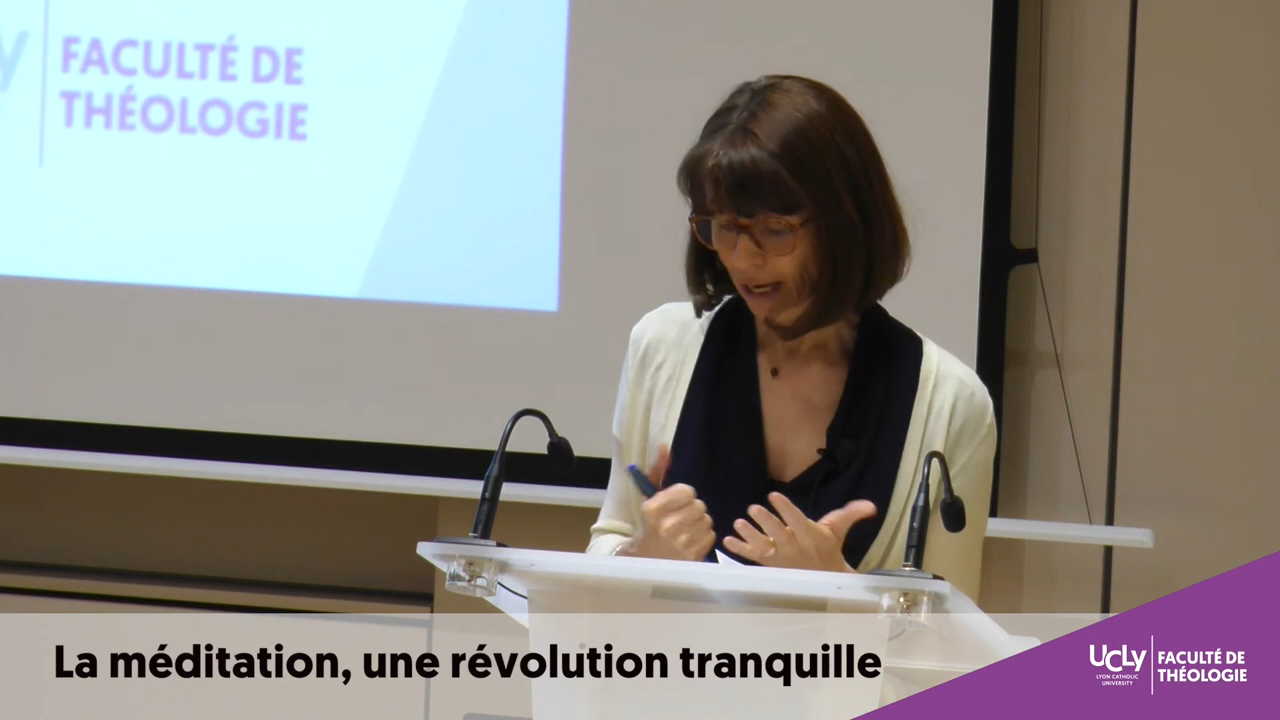 FACULTÉ DE
THÉOLOGIE
La méditation, une révolution tranquille
UCLY
LYON CATHOLIC
UNIVERSITY
FACULTÉ DE
THÉOLOGIE